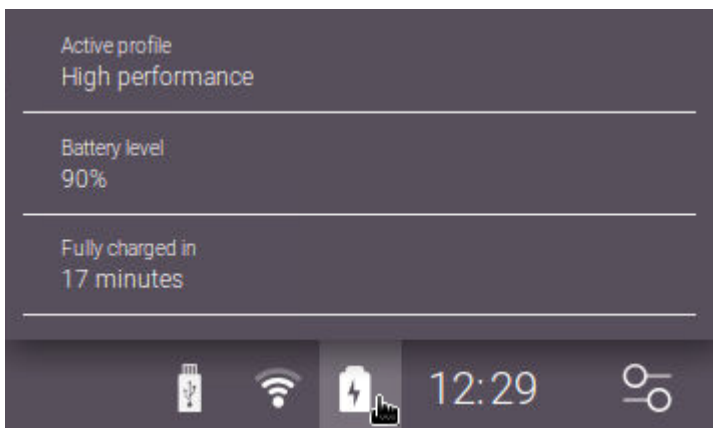 Active profile
High performance
Battery level
90%
Fully charged in
17 minutes
12:29